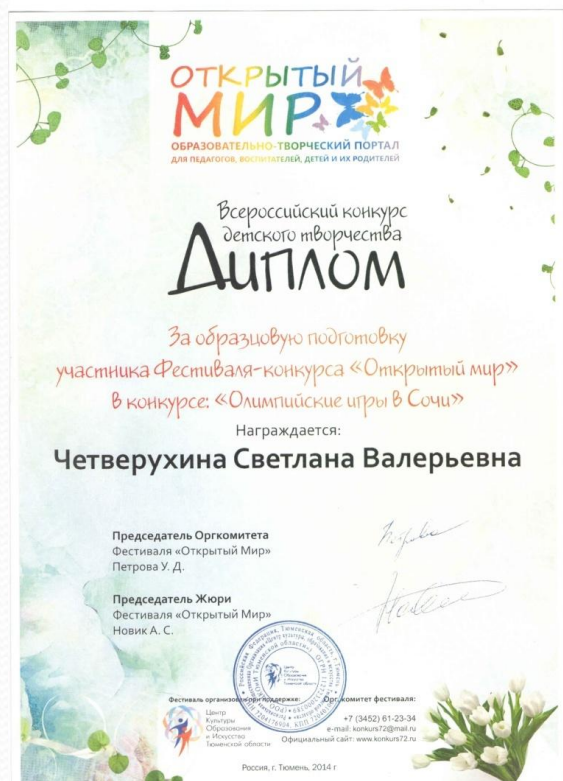 ОТКРЫТЫЙ
МИР
ОБРАЗОВАТЕЛЬНО-ТВОРЧЕСКИЙ ПОРТАЛ
ДЛЯ ПЕДАГОГОВ, ВОСПИТАТЕЛЕЙ, ДЕТЕЙ И ИХ РОДИТЕЛЕЙ
Всероссийский конкурс
детского творчества
Диплом
За образцовую подготовку
участника Фестиваля-конкурса «Открытый мир»
в конкурсе: «Олимпийские игры в Сочи»
Награждается:
Четверухина Светлана Валерьевна
Председатель Оргкомитета
Фестиваля «Открытый Мир»
Петрова У. Д.
Председатель Жюри
Фестиваля «Открытый Мир»
Новик А. С.
Фестиваль организован при поддержке:
Центр
Культуры
Образования
и Искусства
Тюменской области
Оргкомитет фестиваля:
+7 (3452) 61-23-34
e-mail: konkurs72@mail.ru
Официальный сайт: www.konkurs72.ru
Россия, г. Тюмень, 2014 г